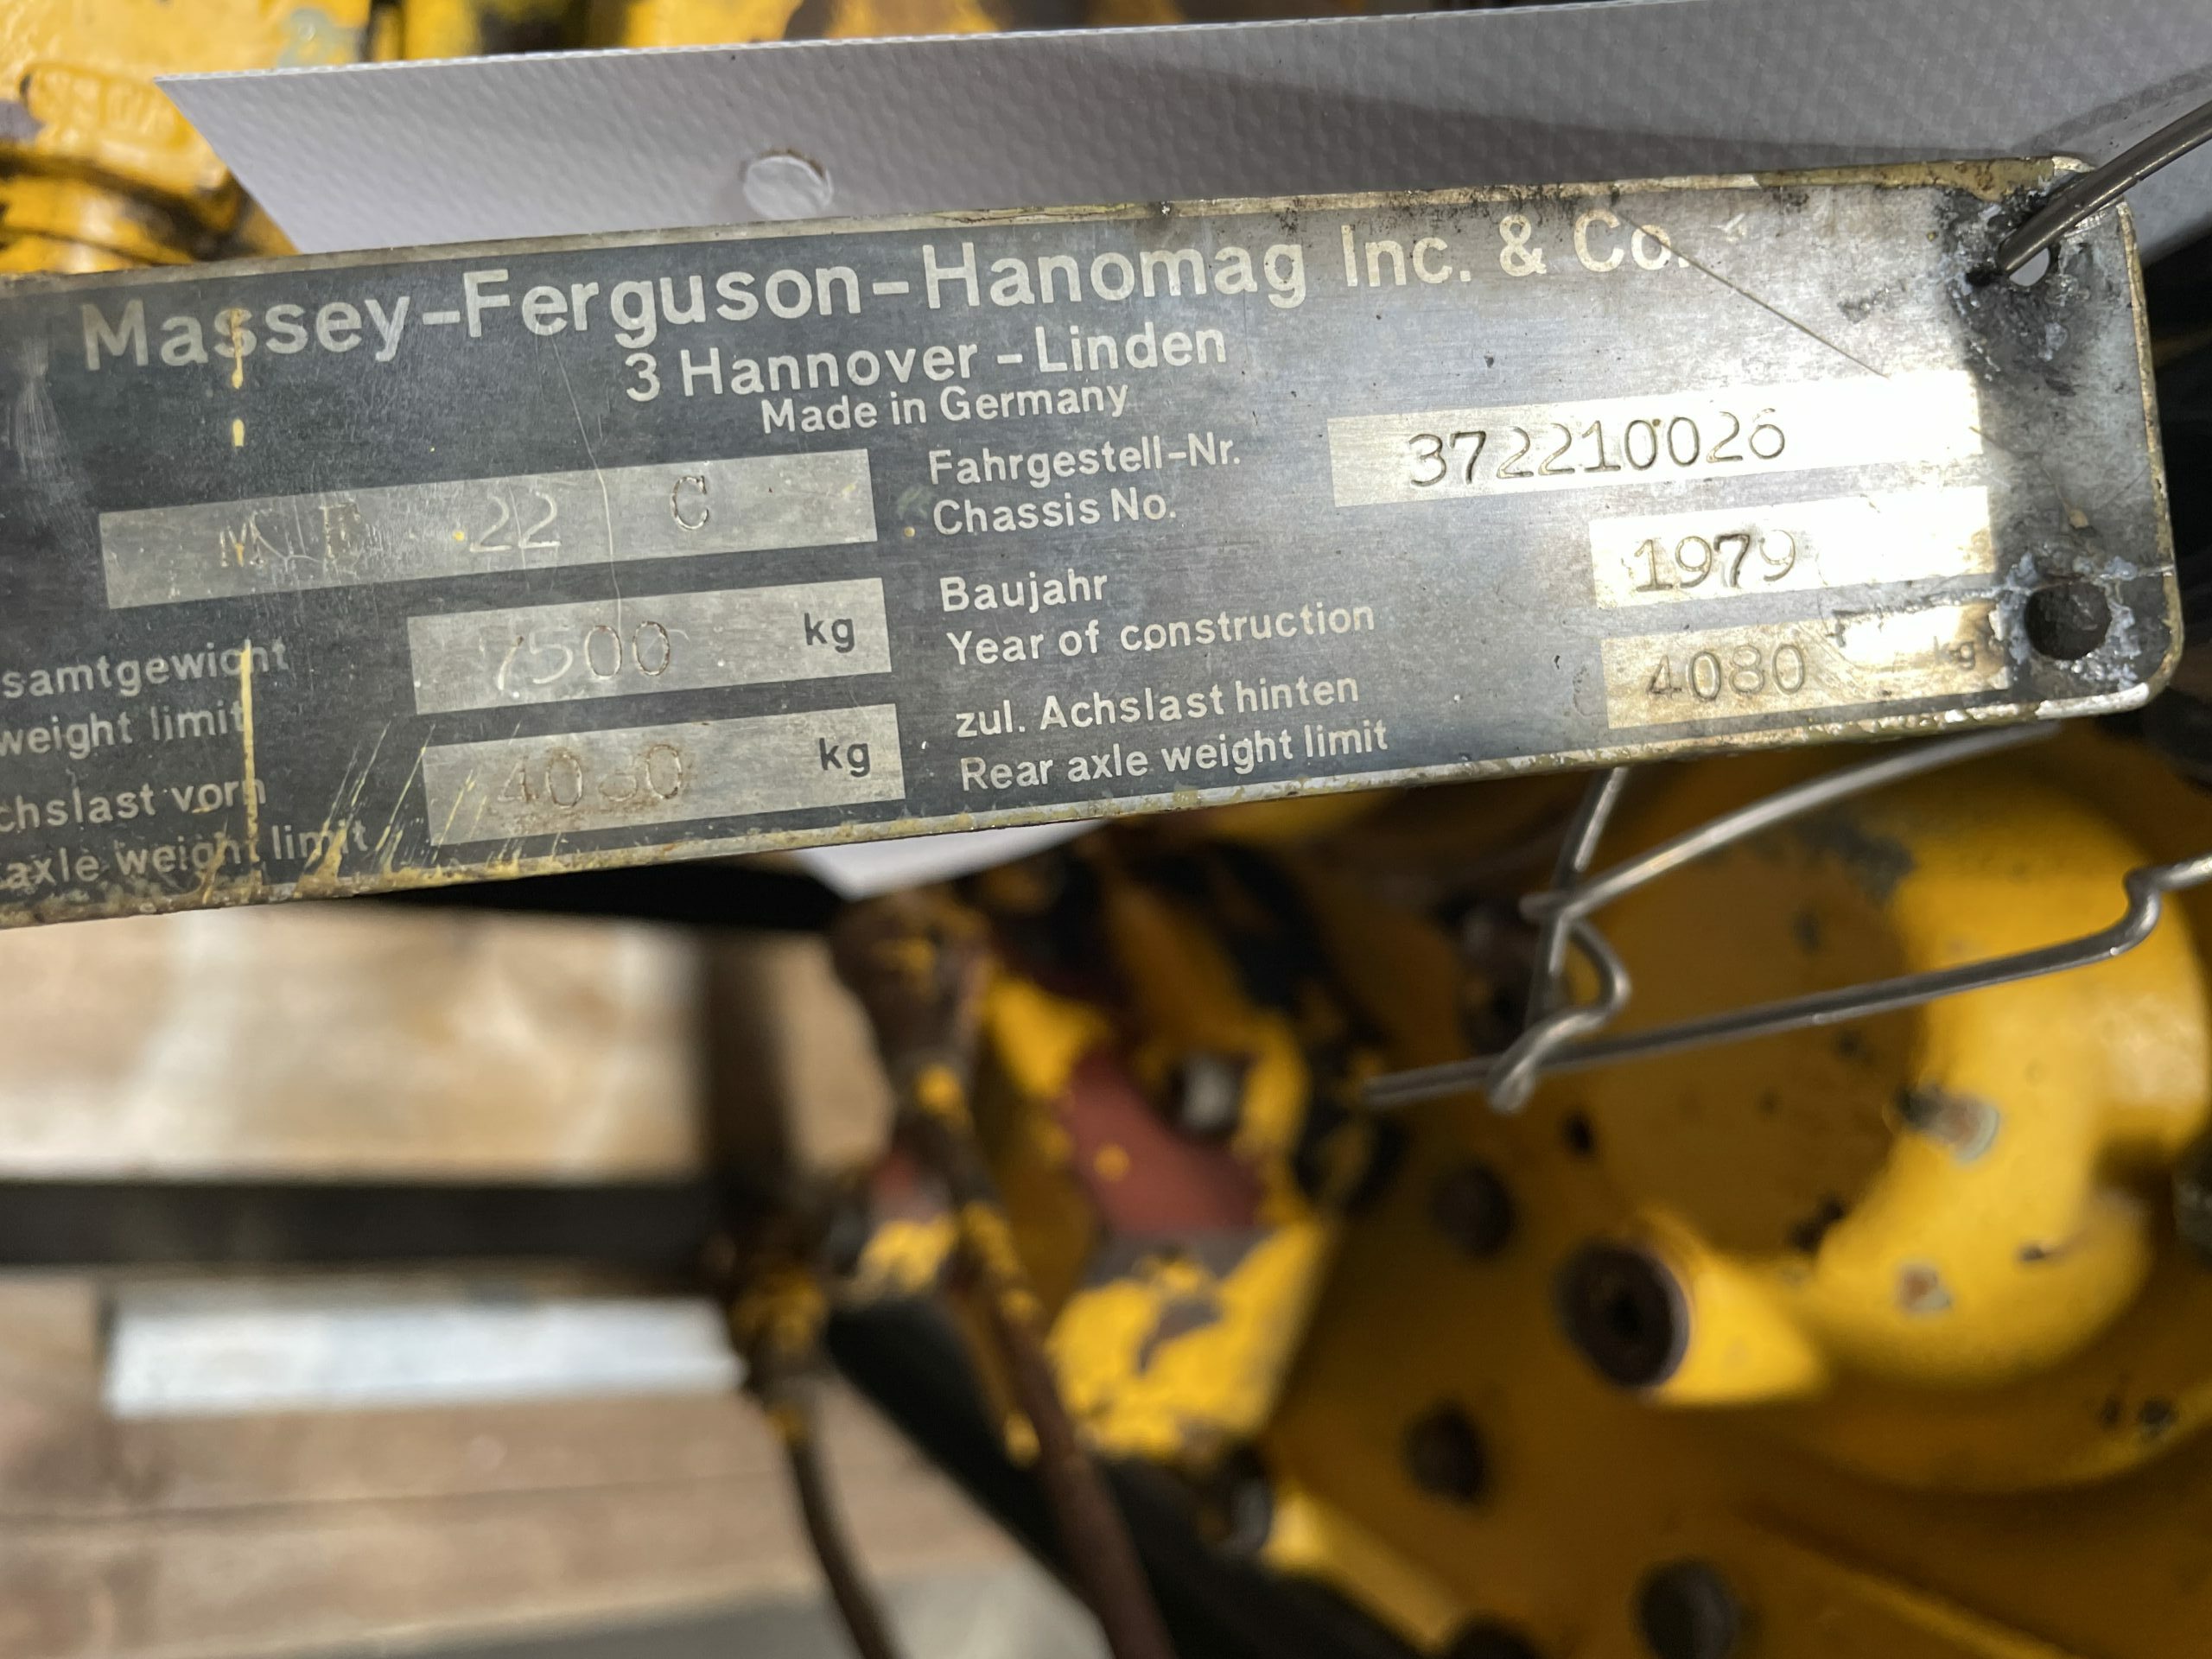 Massey-Ferguson-Hanomag Inc. & Co.
3 Hannover-Linden
Made in Germany
M F 22 C
Fahrgestell-Nr.
Chassis No.
372210026
samtgewicht
weight limit
7500 kg
Baujahr
Year of construction
1979
chslast vorn
axle weight limit
kg
zul. Achslast hinten
Rear axle weight limit
4080 kg